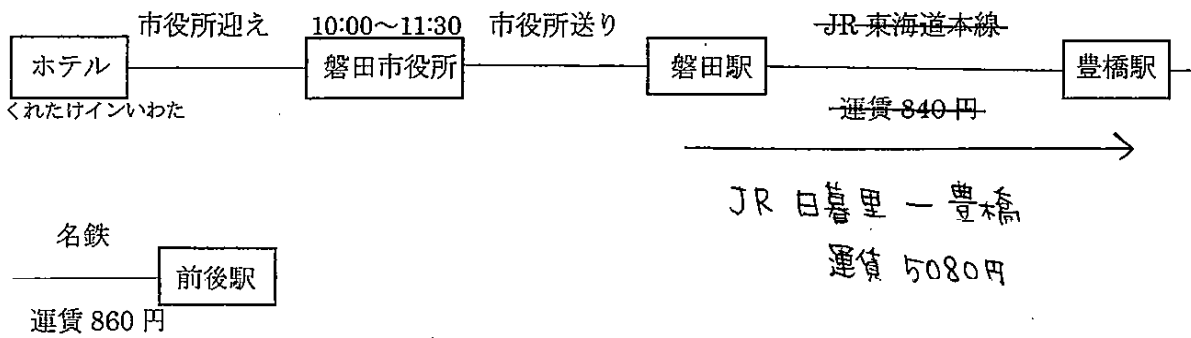 市役所迎え 10:00～11:30 市役所送り JR 東海道本線
ホテル 磐田市役所 磐田駅 豊橋駅
くれたけインいわた 運賃 840 円
JR 日暮里 ー 豊橋
運賃 5080円
名鉄
前後駅
運賃 860 円